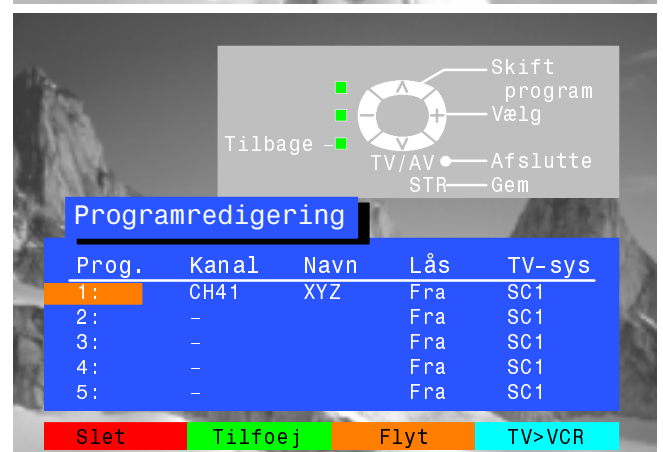 Skift
program
Vælg
Tilbage
TV/AV
Afslutte
STR
Gem
Programredigering
Prog. Kanal Navn Lås TV-sys
1: CH41 XYZ Fra SC1
2: – Fra SC1
3: – Fra SC1
4: – Fra SC1
5: – Fra SC1
Slet Tilfoej Flyt TV>VCR